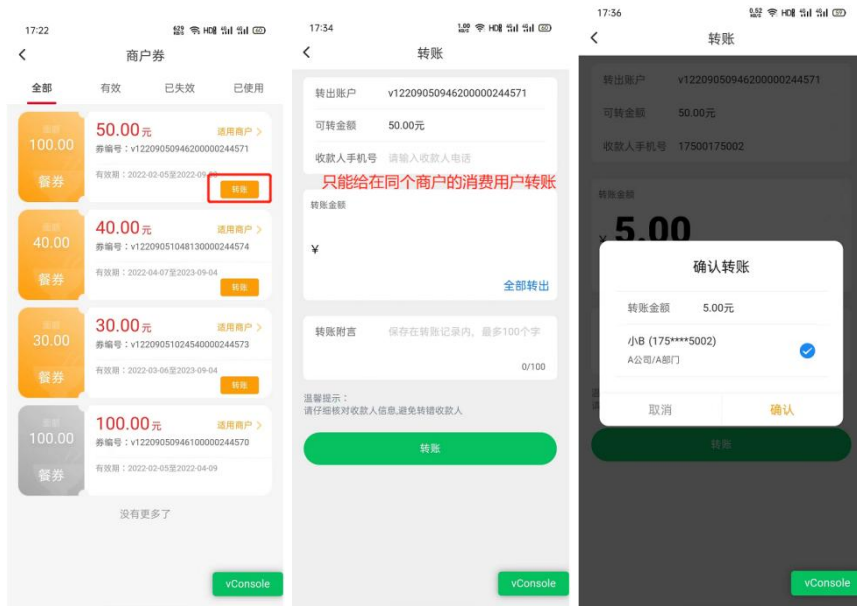 17:22
商户券
全部
有效
已失效
已使用
100.00
餐券
50.00元
适用商户 >
券编号：v12209050946200000244571
有效期：2022-02-05至2022-09-
转账
40.00
餐券
40.00元
适用商户 >
券编号：v12209051048130000244574
有效期：2022-04-07至2023-09-04
转账
30.00
餐券
30.00元
适用商户 >
券编号：v12209051024540000244573
有效期：2022-03-06至2023-09-04
转账
100.00
餐券
100.00元
适用商户 >
券编号：v12209050946100000244570
有效期：2022-02-05至2022-04-09
没有更多了
vConsole
17:34
1.00 HD
转账
转出账户 v12209050946200000244571
可转金额 50.00元
收款人手机号 请输入收款人电话
只能给在同个商户的消费用户转账
转账金额
¥
全部转出
转账附言 保存在转账记录内，最多100个字
0/100
温馨提示：
请仔细核对收款人信息,避免转错收款人
转账
vConsole
17:36
0.52 HD
转账
转出账户 v12209050946200000244571
可转金额 50.00元
收款人手机号 17500175002
转账金额
5.00
确认转账
转账金额 5.00元
小B (175****5002)
A公司/A部门
取消
确认
转账
vConsole